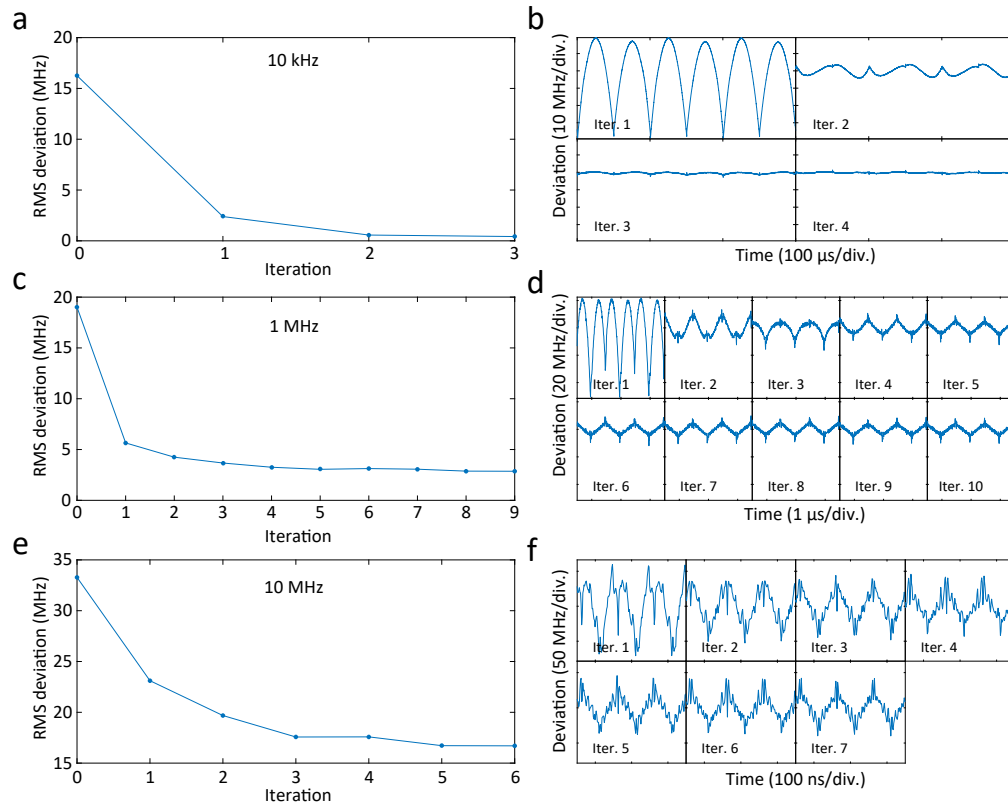 a
20
15
10
5
0
RMS deviation (MHz)
10 kHz
0 1 2 3
Iteration
b
Deviation (10 MHz/div.)
Iter. 1 Iter. 2
Iter. 3 Iter. 4
Time (100 µs/div.)
c
20
15
10
5
0
RMS deviation (MHz)
1 MHz
0 1 2 3 4 5 6 7 8 9
Iteration
d
Deviation (20 MHz/div.)
Iter. 1 Iter. 2 Iter. 3 Iter. 4 Iter. 5
Iter. 6 Iter. 7 Iter. 8 Iter. 9 Iter. 10
Time (1 µs/div.)
e
35
30
25
20
15
RMS deviation (MHz)
10 MHz
0 1 2 3 4 5 6
Iteration
f
Deviation (50 MHz/div.)
Iter. 1 Iter. 2 Iter. 3 Iter. 4
Iter. 5 Iter. 6 Iter. 7
Time (100 ns/div.)